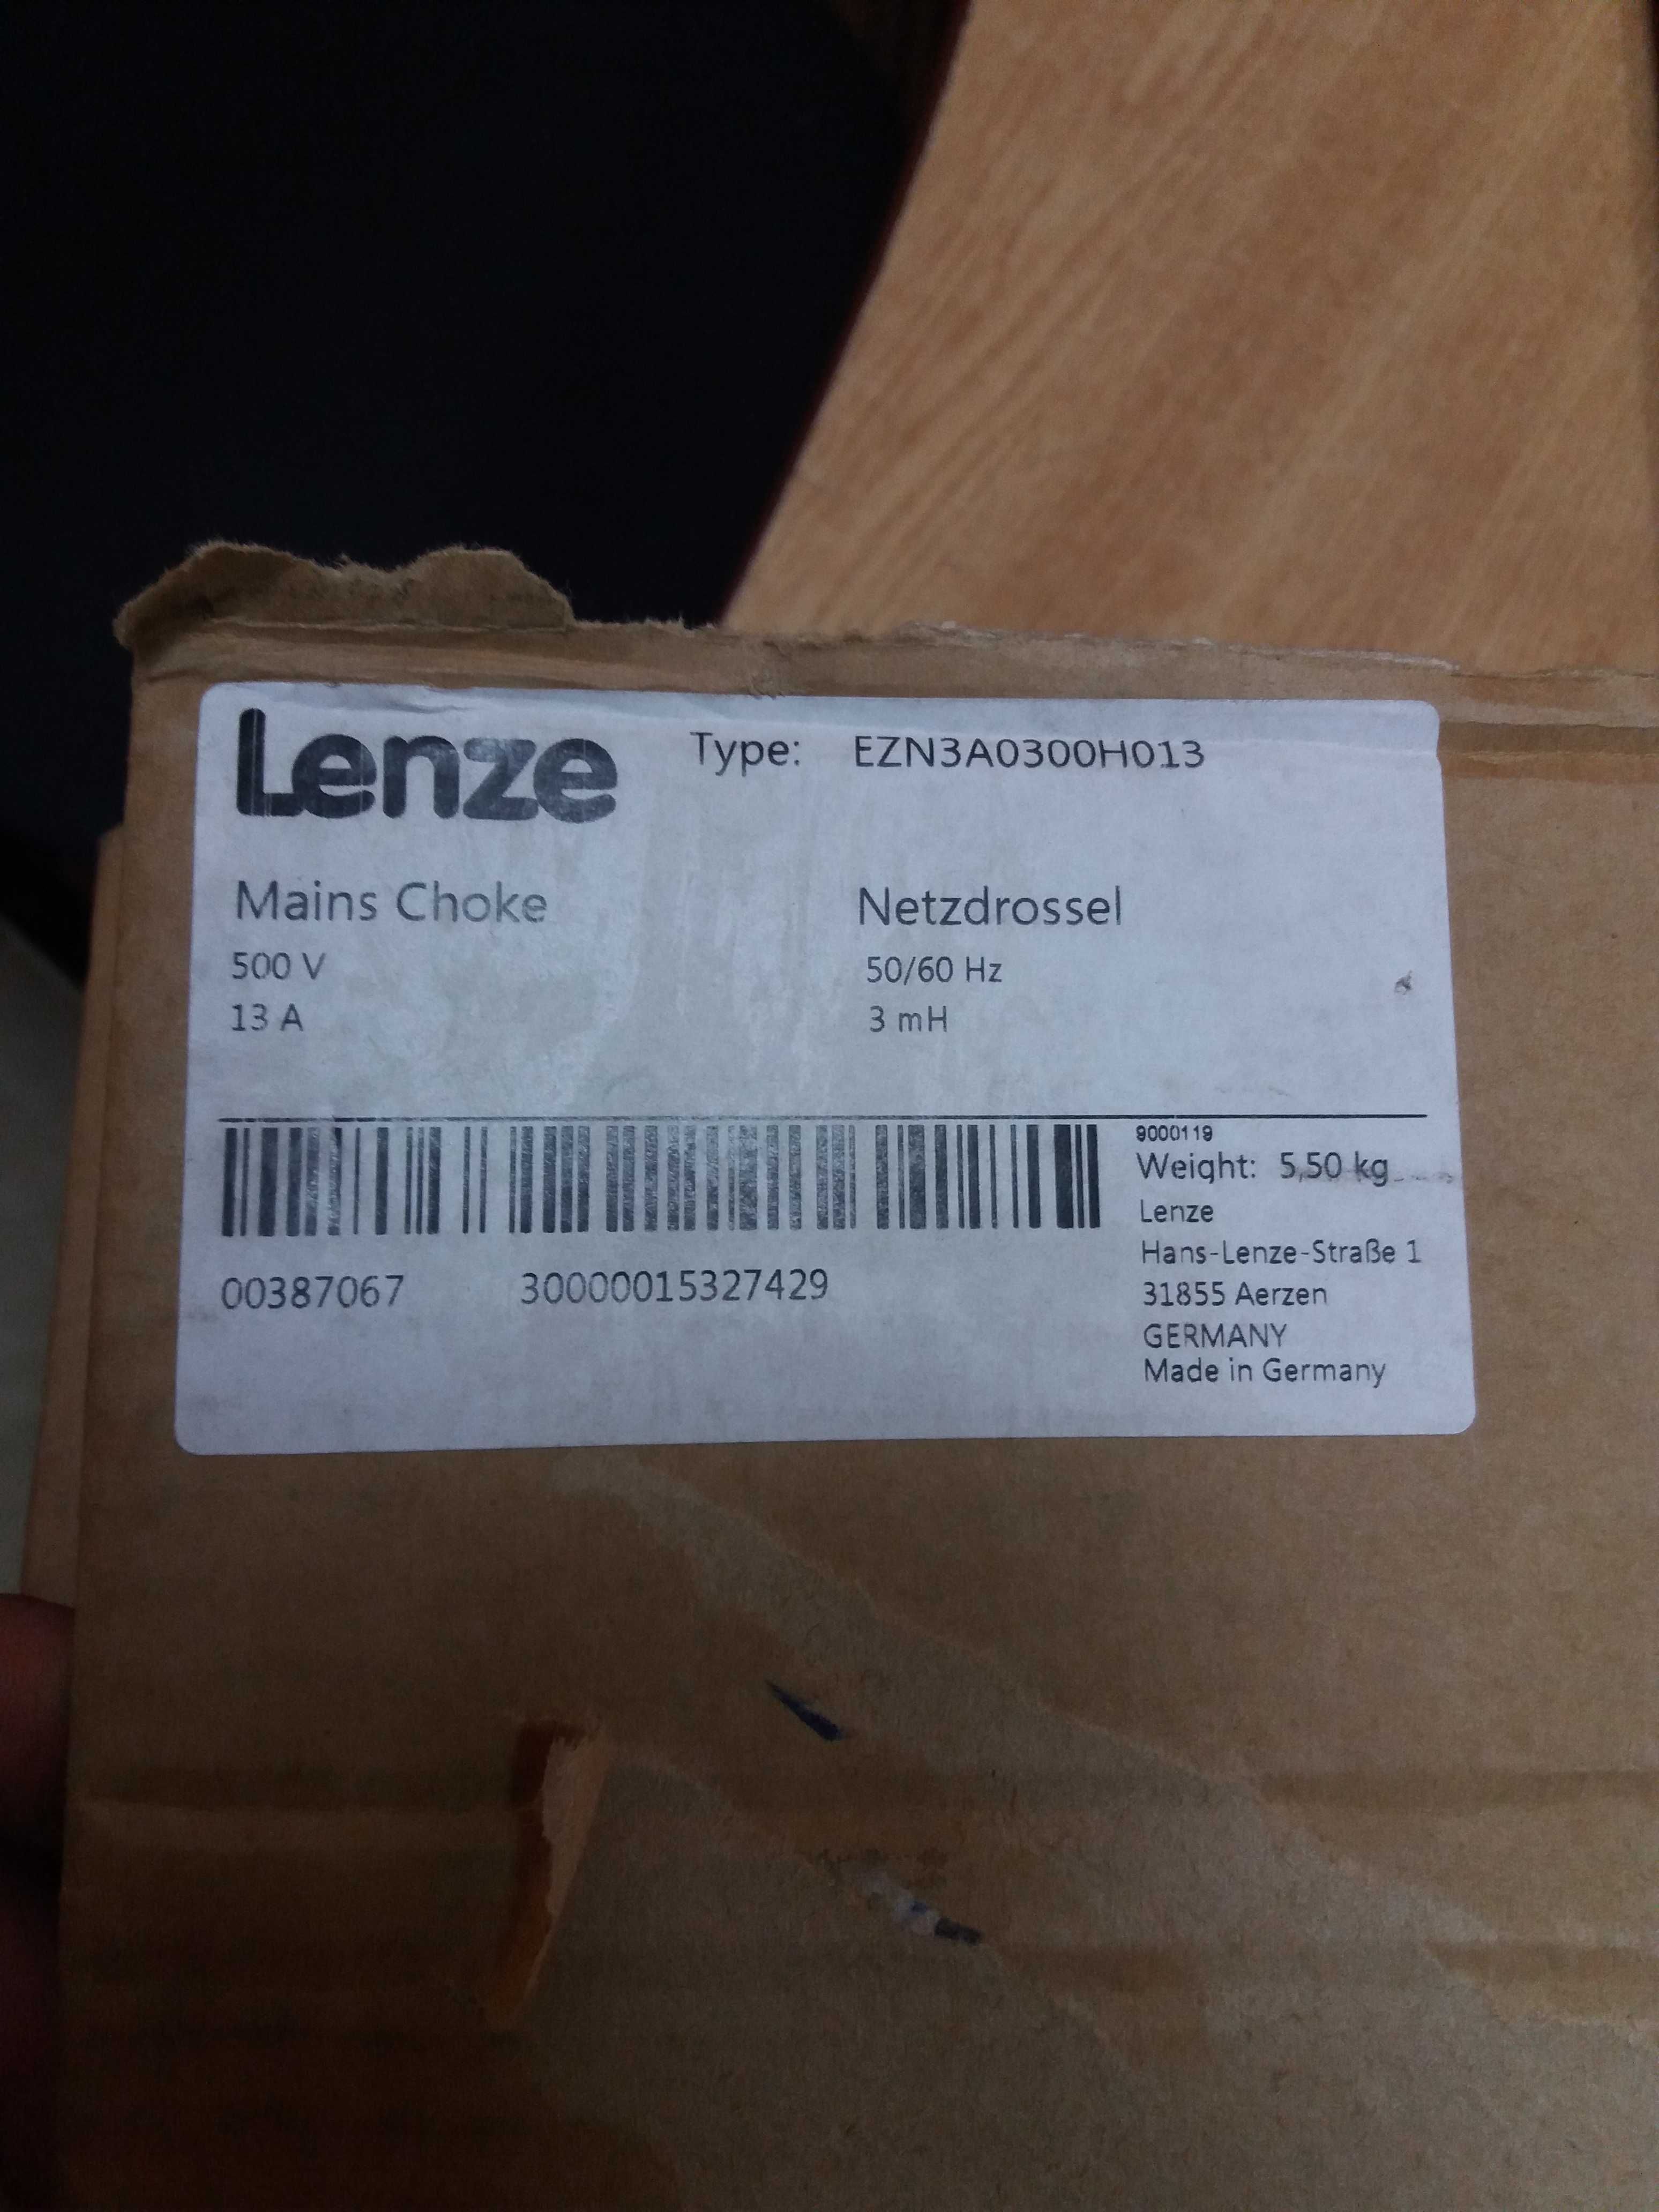 Lenze Type: EZN3A0300H013
Mains Choke Netzdrossel
500 V 50/60 Hz
13 A 3 mH
9000119
Weight: 5,50 kg
Lenze
Hans-Lenze-Straße 1
31855 Aerzen
GERMANY
Made in Germany
00387067 30000015327429